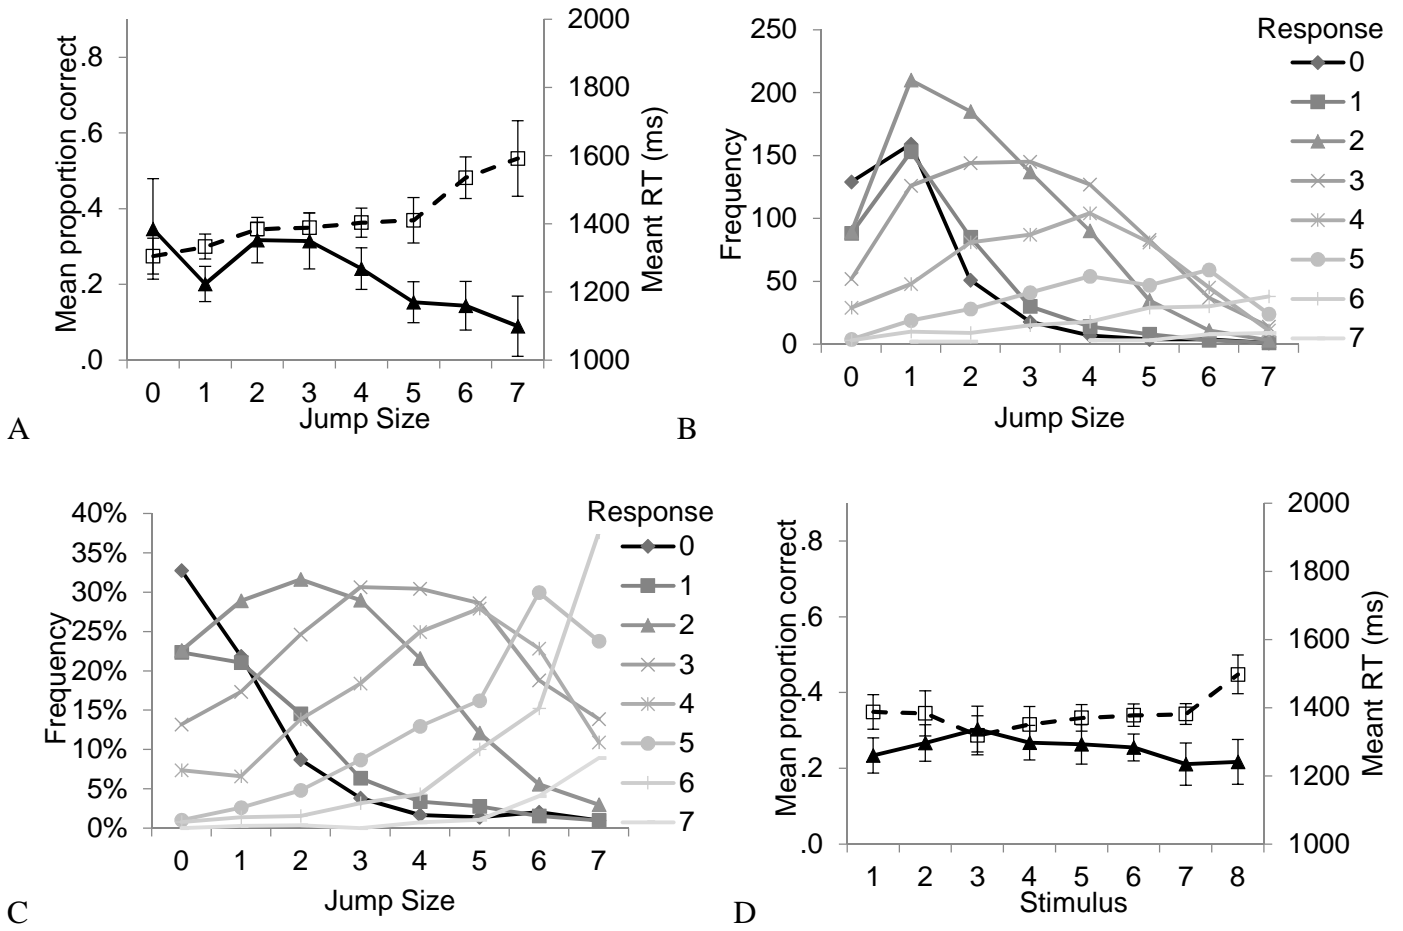 Mean proportion correct
.8
.6
.4
.2
.0
2000
1800
1600
1400
1200
1000
Meant RT (ms)
0 1 2 3 4 5 6 7
Jump Size
A
Frequency
250
200
150
100
50
0
0 1 2 3 4 5 6 7
Jump Size
Response
0
1
2
3
4
5
6
7
B
Frequency
40%
35%
30%
25%
20%
15%
10%
5%
0%
0 1 2 3 4 5 6 7
Jump Size
Response
0
1
2
3
4
5
6
7
C
Mean proportion correct
.8
.6
.4
.2
.0
2000
1800
1600
1400
1200
1000
Meant RT (ms)
1 2 3 4 5 6 7 8
Stimulus
D